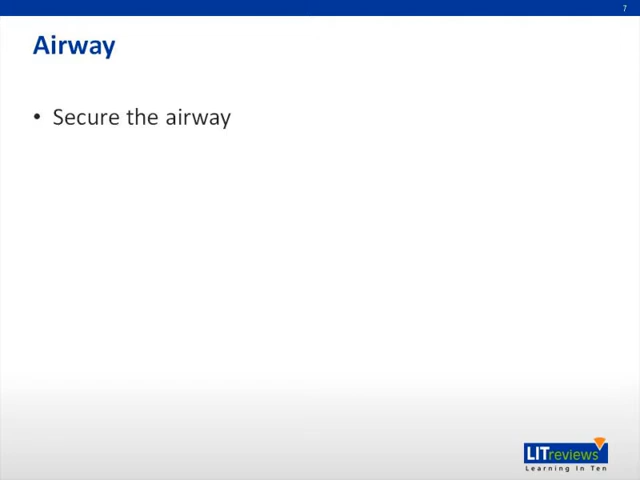 7
Airway
• Secure the airway
LITreviews
Learning In Ten